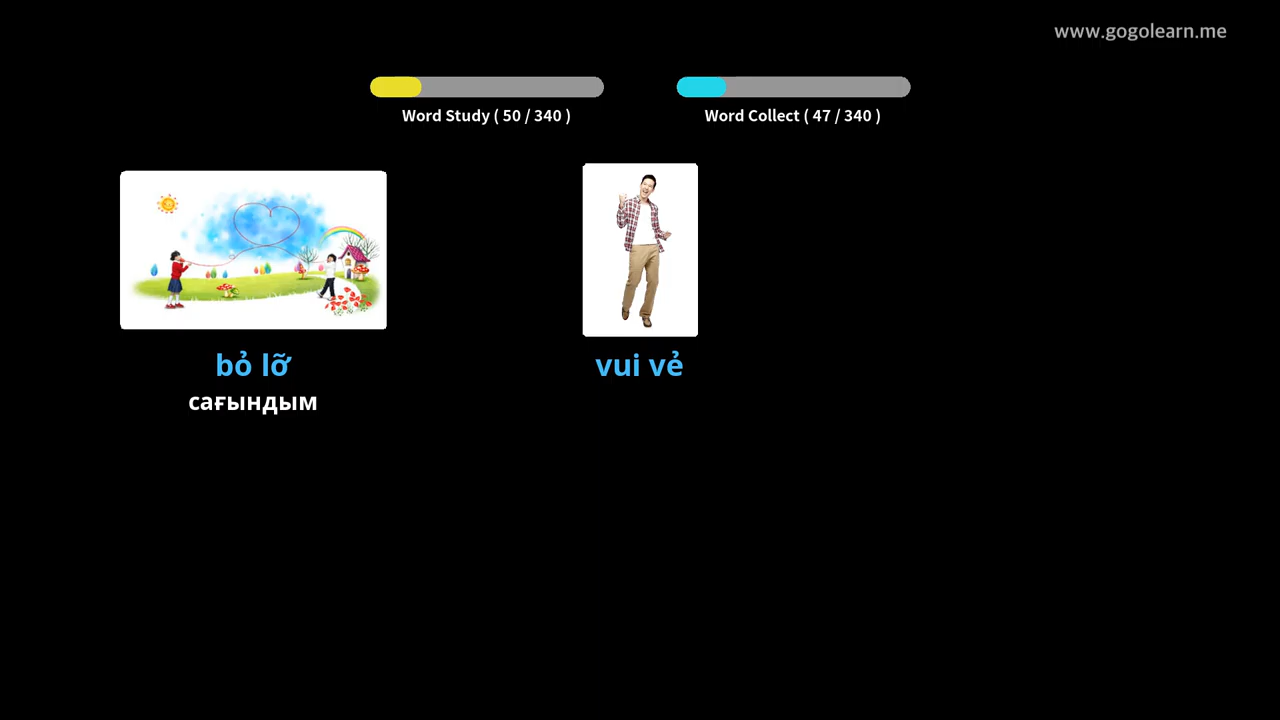 www.gogolearn.me
Word Study ( 50 / 340 )
Word Collect ( 47 / 340 )
bỏ lỡ
сағындым
vui vẻ